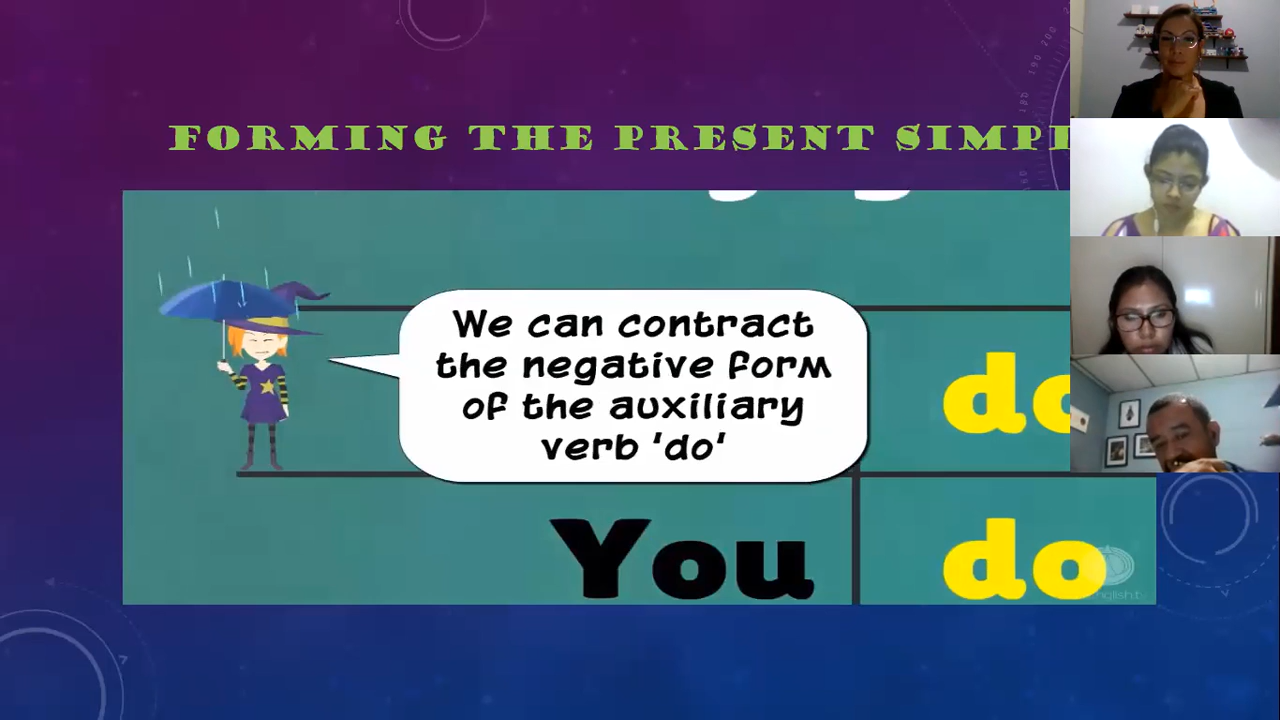 FORMING THE PRESENT SIMPL
We can contract
the negative form
of the auxiliary
verb 'do'
do
You do